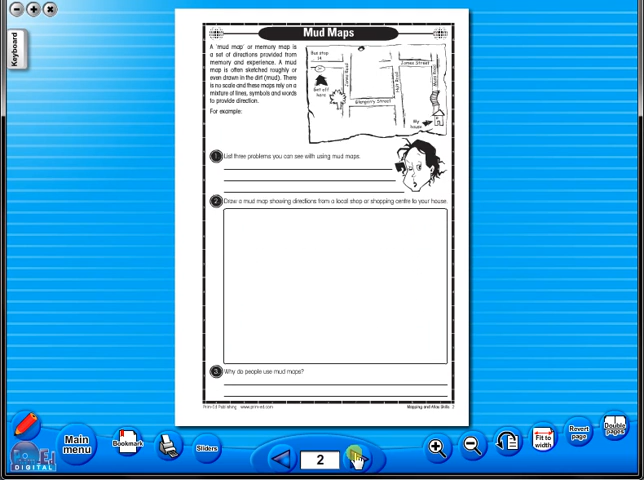 Keyboard
Mud Maps
A 'mud map' or memory map is
a set of directions provided from
memory and experience. A mud
map is often sketched roughly or
even drawn in the dirt (mud). There
is no scale and these maps rely on a
mixture of lines, symbols and words
to provide direction.
For example:
Bus stop
James Street
Get off
here
Glengarry Street
My
house
1 List three problems you can see with using mud maps.
2 Draw a mud map showing directions from a local shop or shopping centre to your house.
3 Why do people use mud maps?
Prim-Ed Publishing www.prim-ed.com
Mapping and Atlas Skills 2
Main
menu
Bookmark
Sliders
2
Fit to
width
Revert
page
Double
pages
DIGITAL